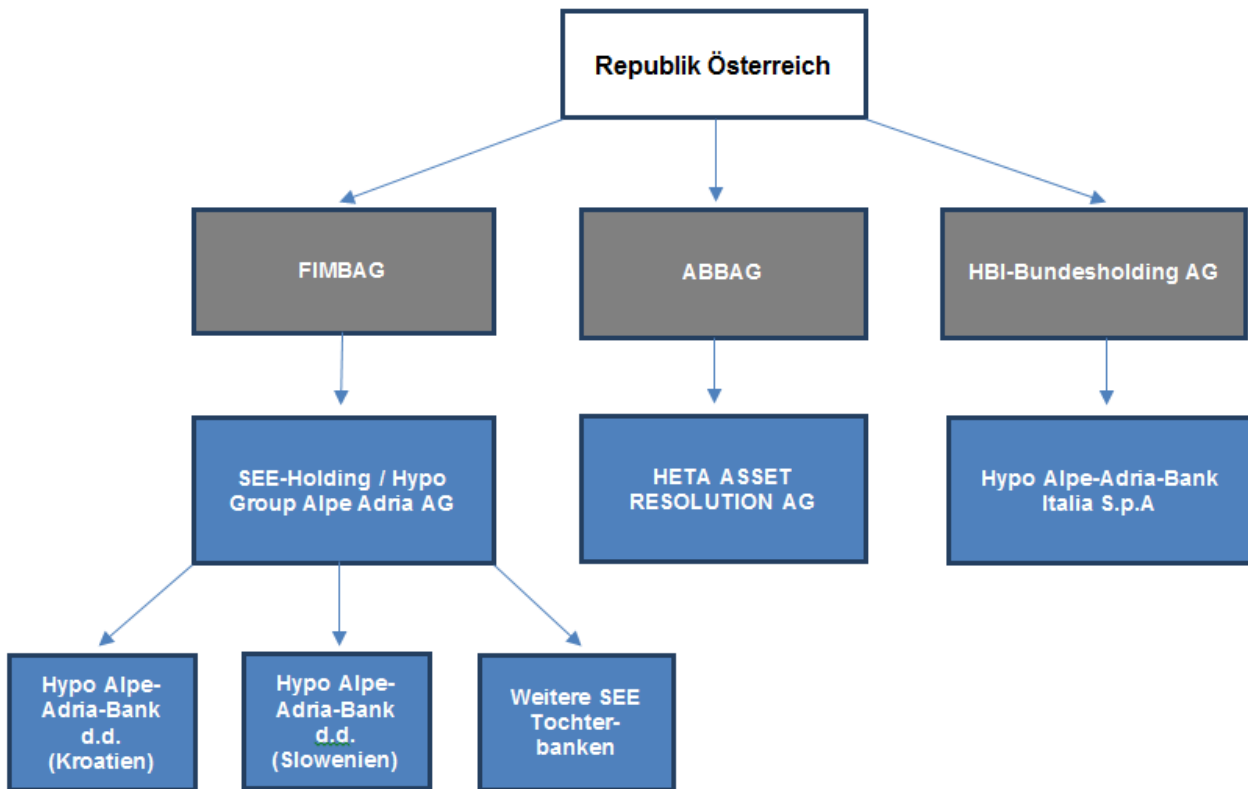 Republik Österreich
FIMBAG
ABBAG
HBI-Bundesholding AG
SEE-Holding / Hypo
Group Alpe Adria AG
HETA ASSET
RESOLUTION AG
Hypo Alpe-Adria-Bank
Italia S.p.A
Hypo Alpe-
Adria-Bank
d.d.
(Kroatien)
Hypo Alpe-
Adria-Bank
d.d.
(Slowenien)
Weitere SEE
Tochter-
banken